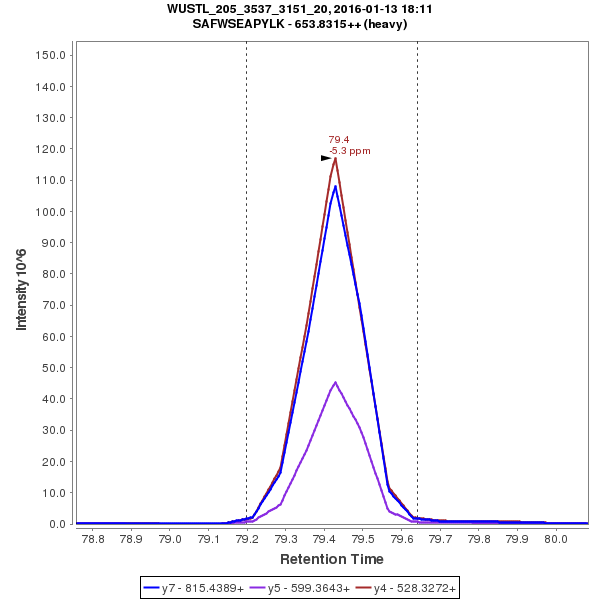 WUSTL_205_3537_3151_20, 2016-01-13 18:11
SAFWSEAPYLK - 653.8315++ (heavy)
150.0
140.0
130.0
120.0
110.0
100.0
90.0
80.0
70.0
60.0
50.0
40.0
30.0
20.0
10.0
0.0
Intensity 10^6
79.4
-5.3 ppm
78.8 78.9 79.0 79.1 79.2 79.3 79.4 79.5 79.6 79.7 79.8 79.9 80.0
Retention Time
y7 - 815.4389+ y5 - 599.3643+ y4 - 528.3272+